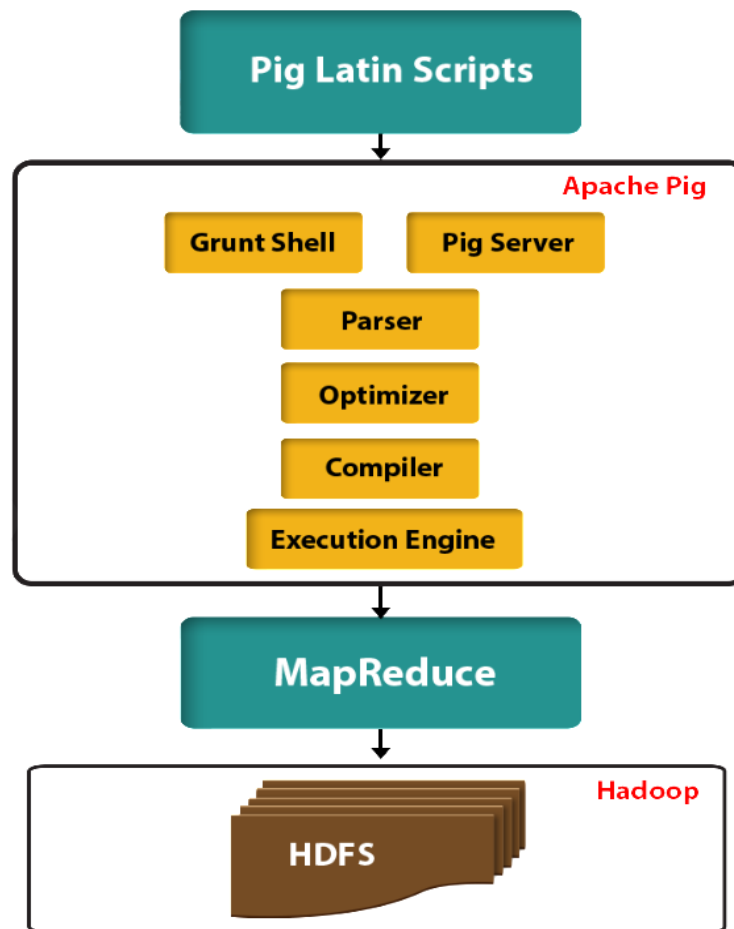 Pig Latin Scripts
Apache Pig
Grunt Shell
Pig Server
Parser
Optimizer
Compiler
Execution Engine
MapReduce
Hadoop
HDFS